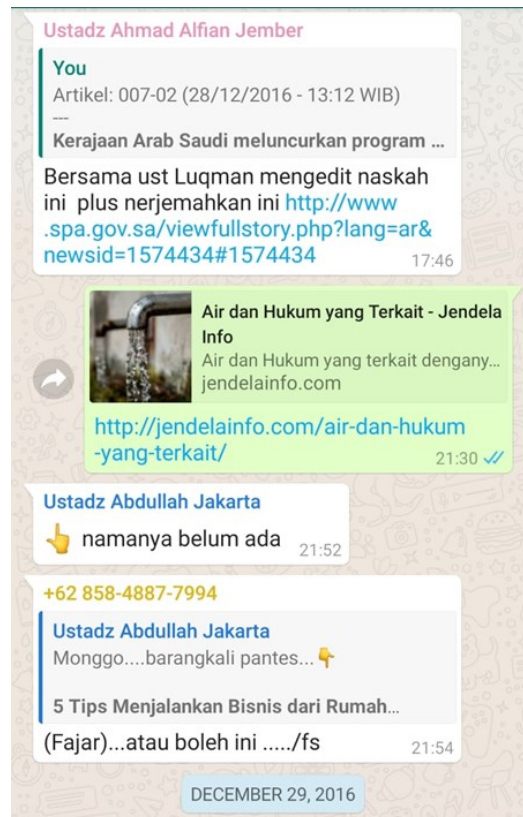 Ustadz Ahmad Alfian Jember
You
Artikel: 007-02 (28/12/2016 - 13:12 WIB)
---
Kerajaan Arab Saudi meluncurkan program ...
Bersama ust Luqman mengedit naskah
ini plus nerjemahkan ini http://www
.spa.gov.sa/viewfullstory.php?lang=ar&
newsid=1574434#1574434 17:46
Air dan Hukum yang Terkait - Jendela
Info
Air dan Hukum yang terkait dengany...
jendelainfo.com
http://jendelainfo.com/air-dan-hukum
-yang-terkait/ 21:30
Ustadz Abdullah Jakarta
👆 namanya belum ada 21:52
+62 858-4887-7994
Ustadz Abdullah Jakarta
Monggo....barangkali pantes...👇
5 Tips Menjalankan Bisnis dari Rumah...
(Fajar)...atau boleh ini ...../fs 21:54
DECEMBER 29, 2016